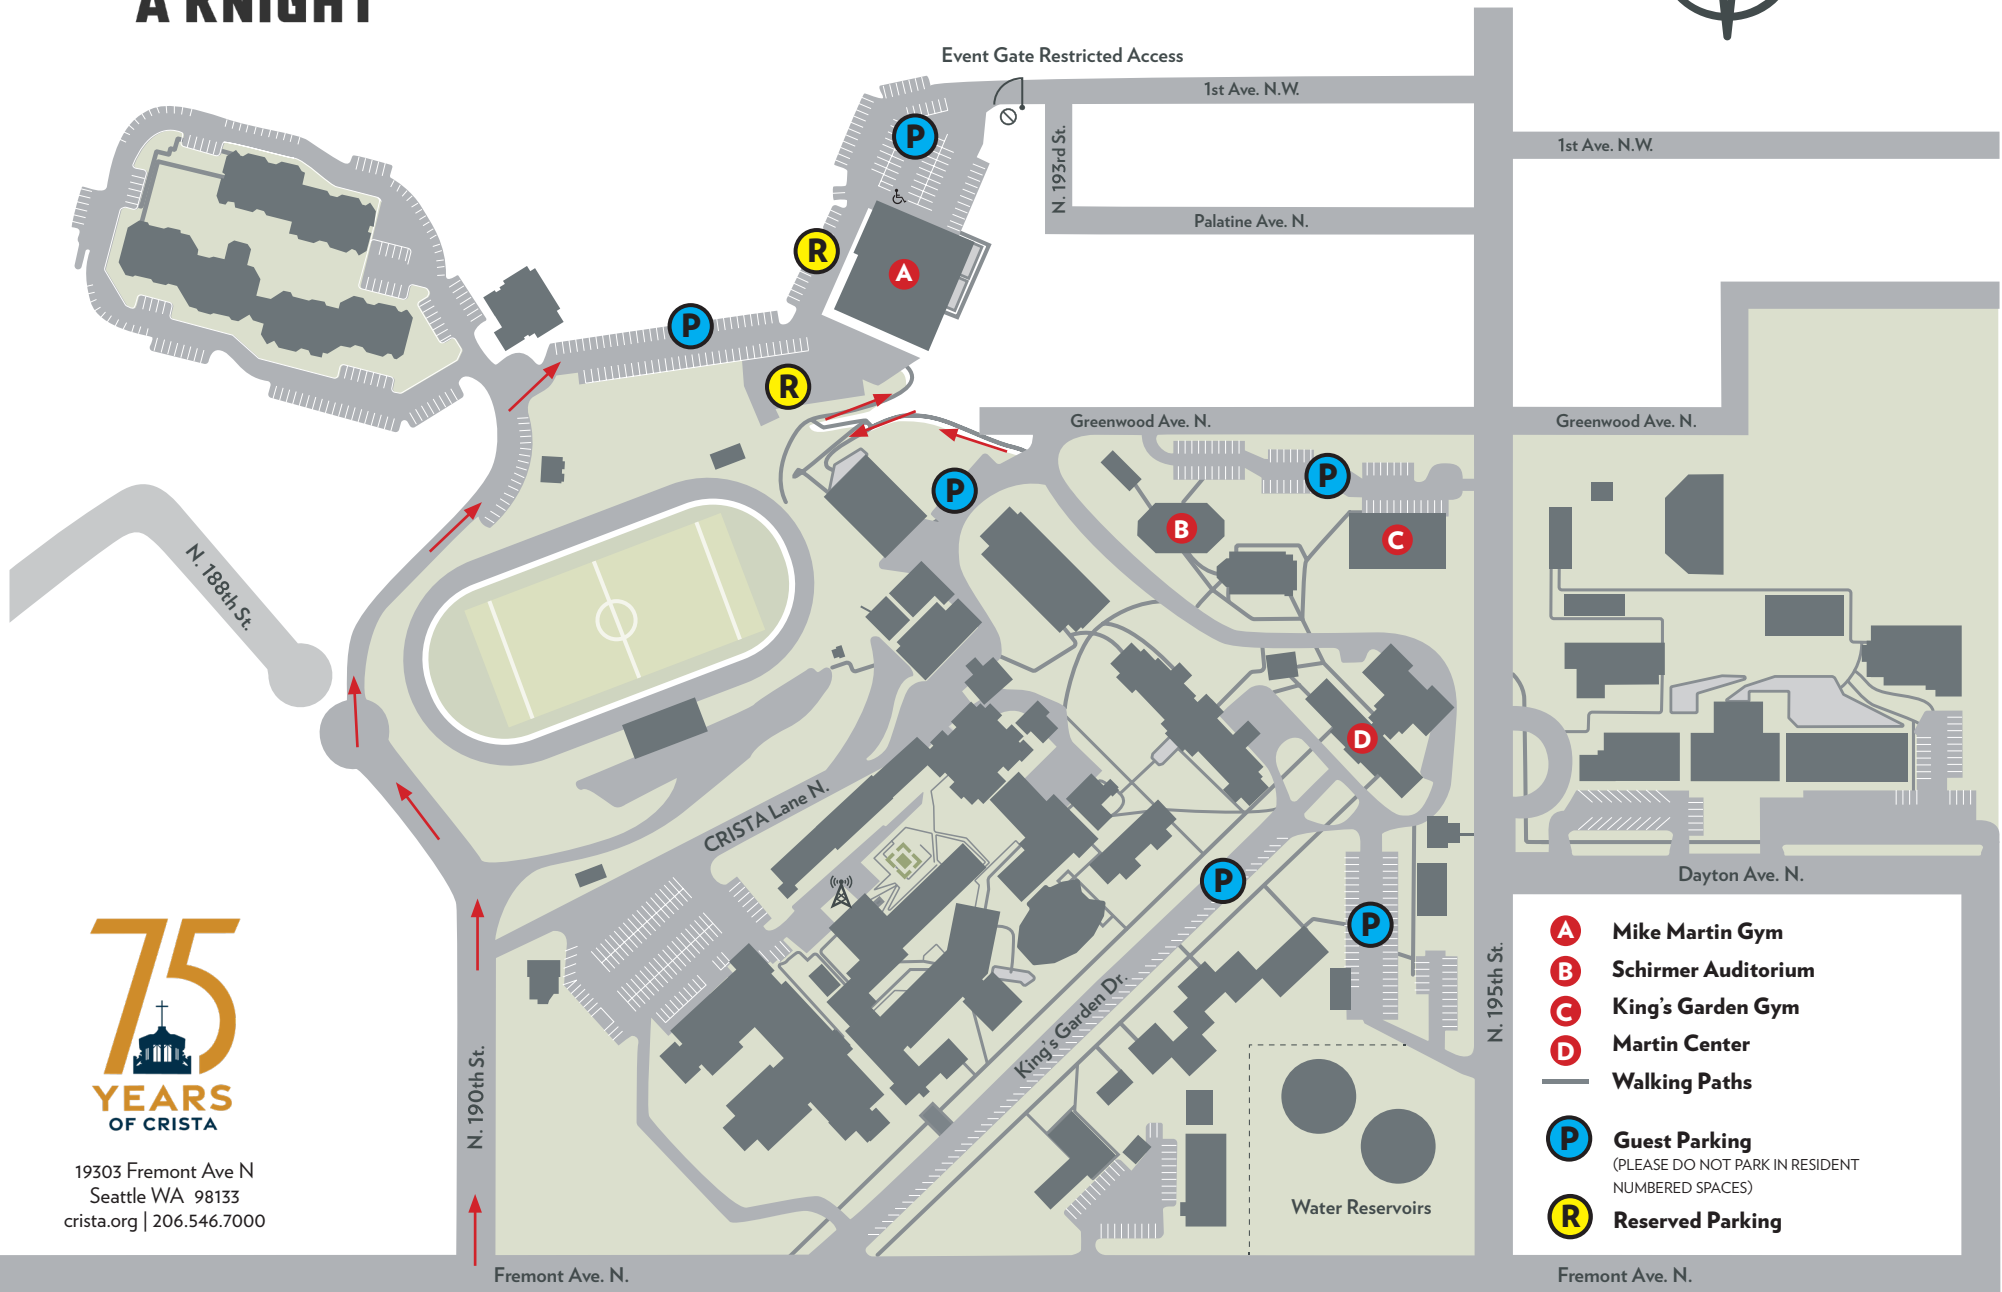 A KNIGHT
Event Gate Restricted Access
1st Ave. N.W.
N. 193rd St.
1st Ave. N.W.
Palatine Ave. N.
P
R
A
P
R
Greenwood Ave. N.
Greenwood Ave. N.
P
P
B
C
N. 188th St.
D
CRISTA Lane N.
P
P
King's Garden Dr.
N. 190th St.
N. 195th St.
Dayton Ave. N.
Water Reservoirs
75
YEARS
OF CRISTA
19303 Fremont Ave N
Seattle WA 98133
crista.org | 206.546.7000
A Mike Martin Gym
B Schirmer Auditorium
C King's Garden Gym
D Martin Center
Walking Paths
P Guest Parking
(PLEASE DO NOT PARK IN RESIDENT
NUMBERED SPACES)
R Reserved Parking
Fremont Ave. N.
Fremont Ave. N.